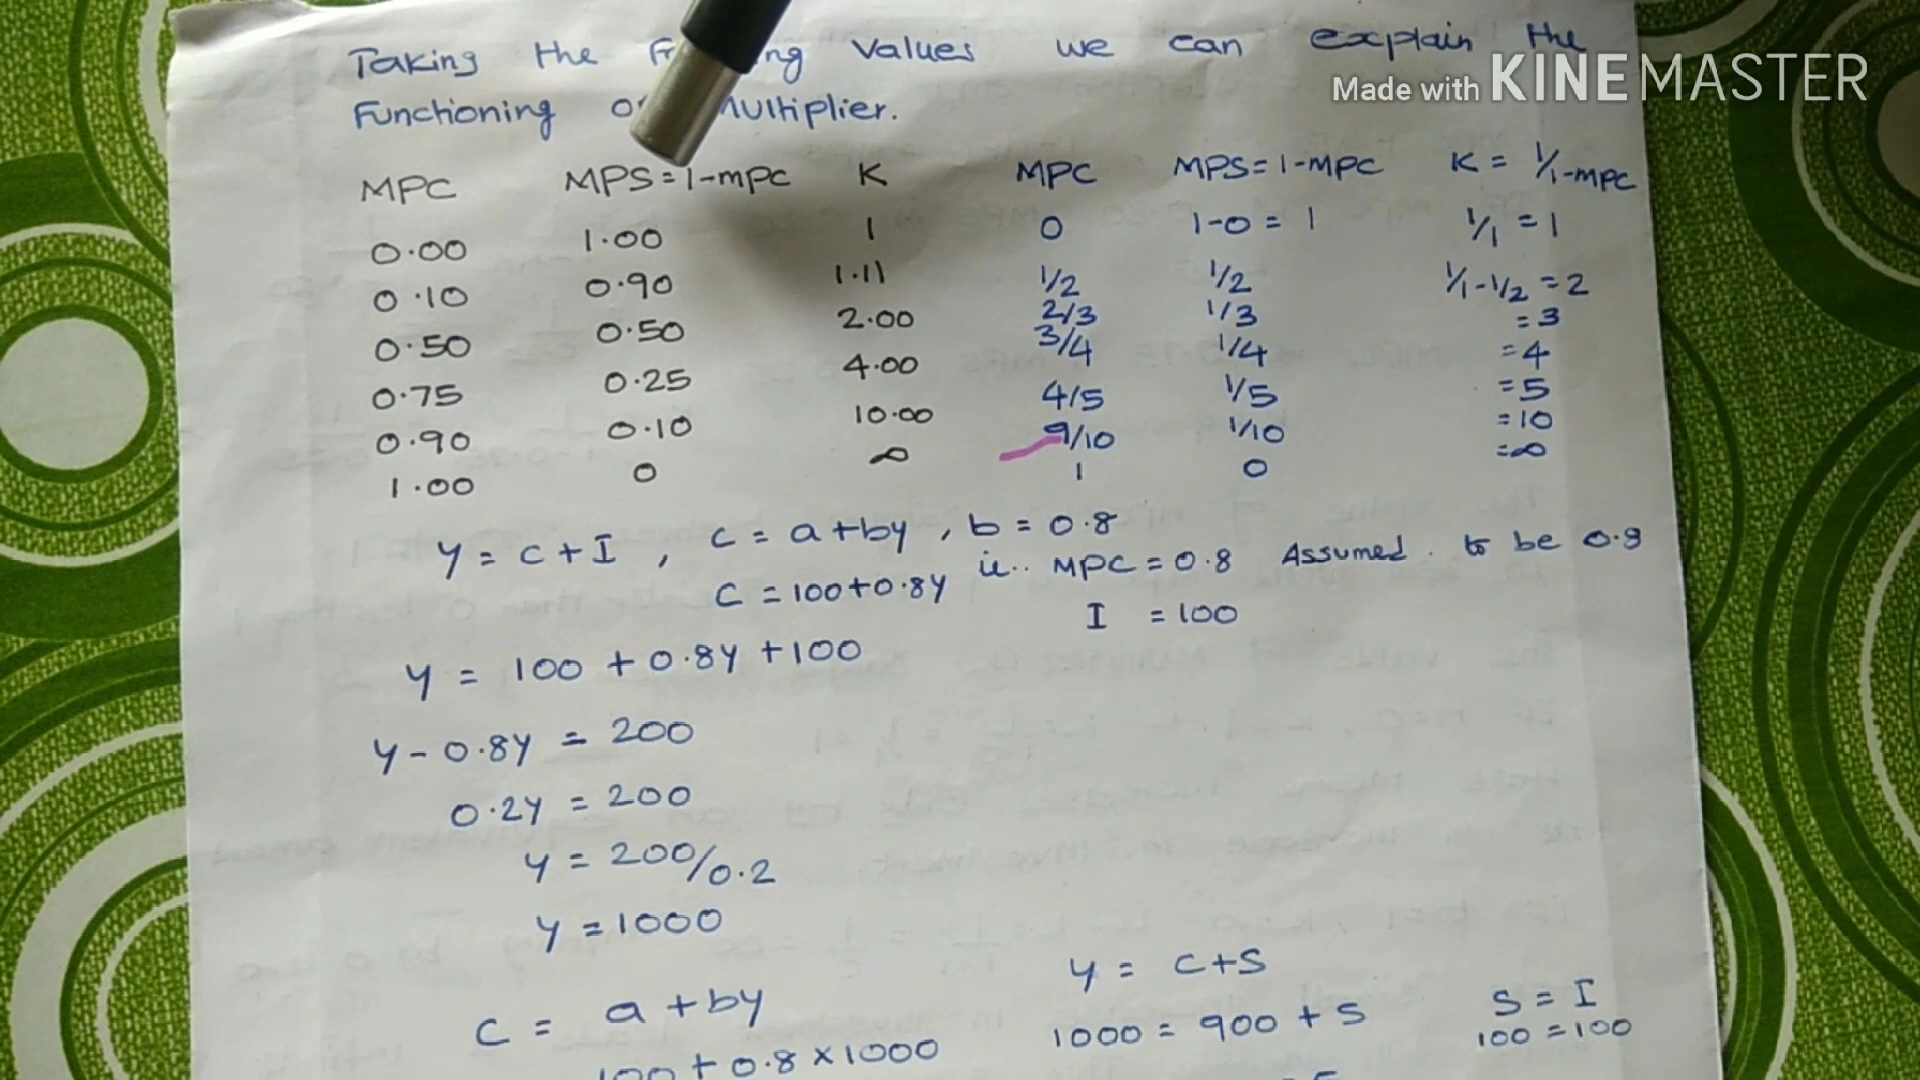 Taking the Values we can explain the
Made with KINEMASTER
Functioning Multiplier.
MPC MPS=1-mpc K MPC MPS=1-MPC K = 1/1-mpc
0.00 1.00 1 0 1-0 = 1 1/1 = 1
0.10 0.90 1.11 1/2 1/2 1/1-1/2 = 2
0.50 0.50 2.00 2/3 1/3 = 3
0.75 0.25 4.00 3/4 1/4 = 4
0.90 0.10 10.00 4/5 1/5 = 5
1.00 0 ∞ 9/10 1/10 = 10
1 0 = ∞
Y = C + I , C = a + by , b = 0.8
C = 100+0.8Y ie.. MPC = 0.8 Assumed. to be 0.8
I = 100
Y = 100 + 0.8Y + 100
Y - 0.8Y = 200
0.2Y = 200
Y = 200/0.2
Y = 1000
Y = C+S
C = a + by
S = I
1000 = 900 + S
100 = 100
100 + 0.8 x 1000